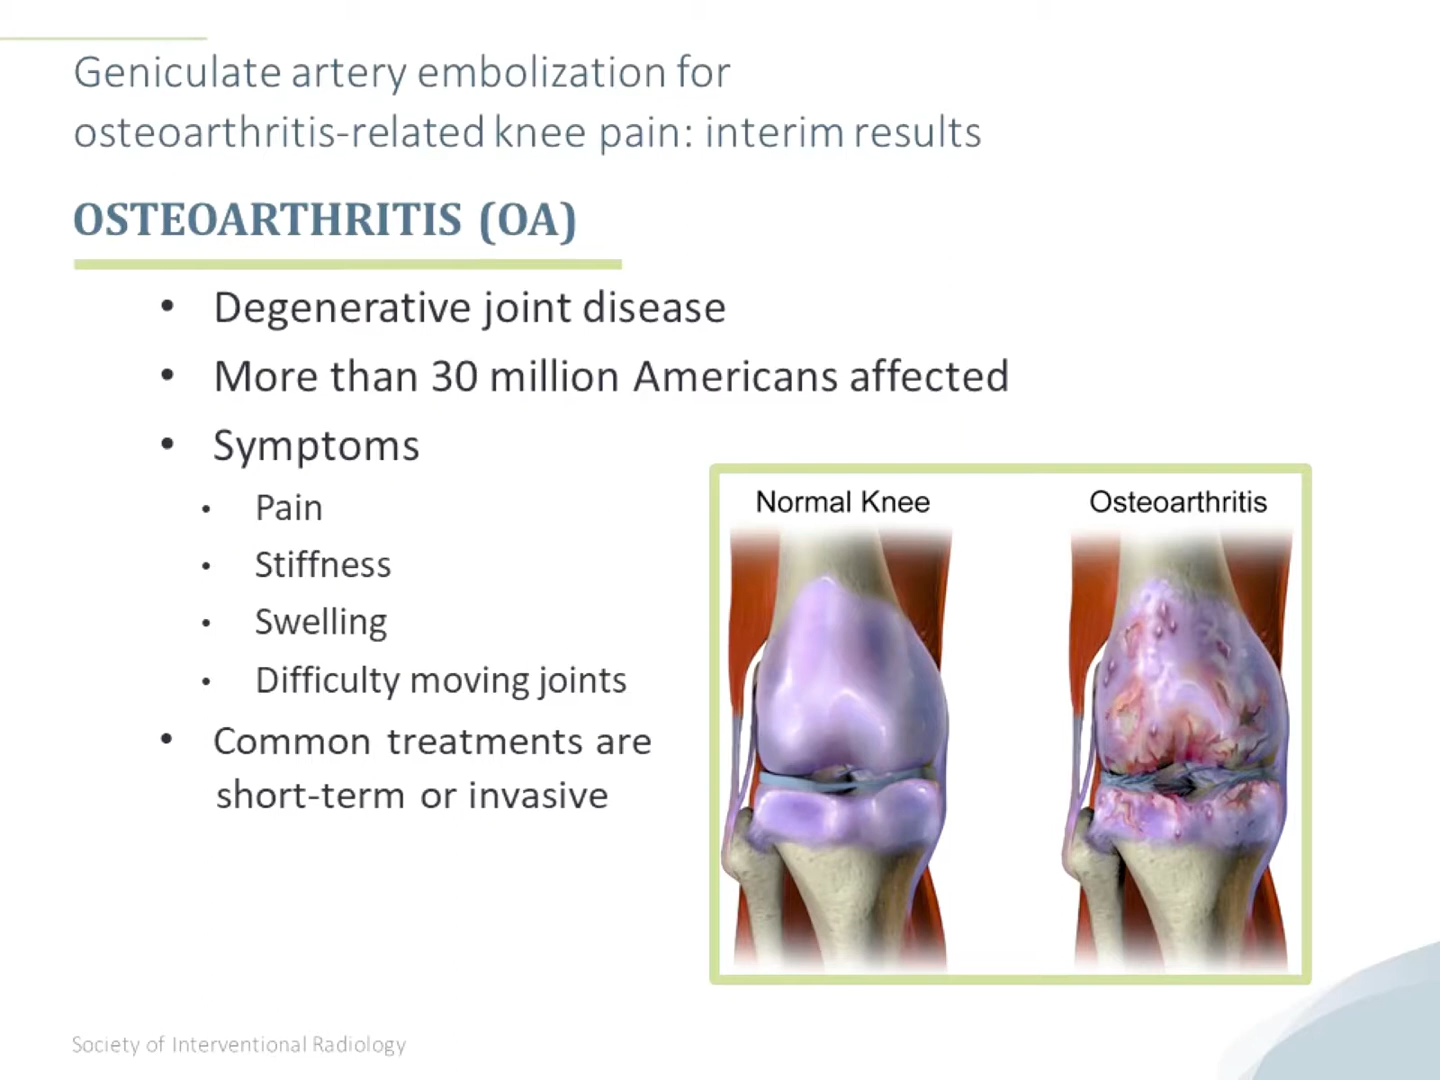 Geniculate artery embolization for
osteoarthritis-related knee pain: interim results
OSTEOARTHRITIS (OA)
• Degenerative joint disease
• More than 30 million Americans affected
• Symptoms
• Pain
• Stiffness
• Swelling
• Difficulty moving joints
• Common treatments are
short-term or invasive
Normal Knee
Osteoarthritis
Society of Interventional Radiology